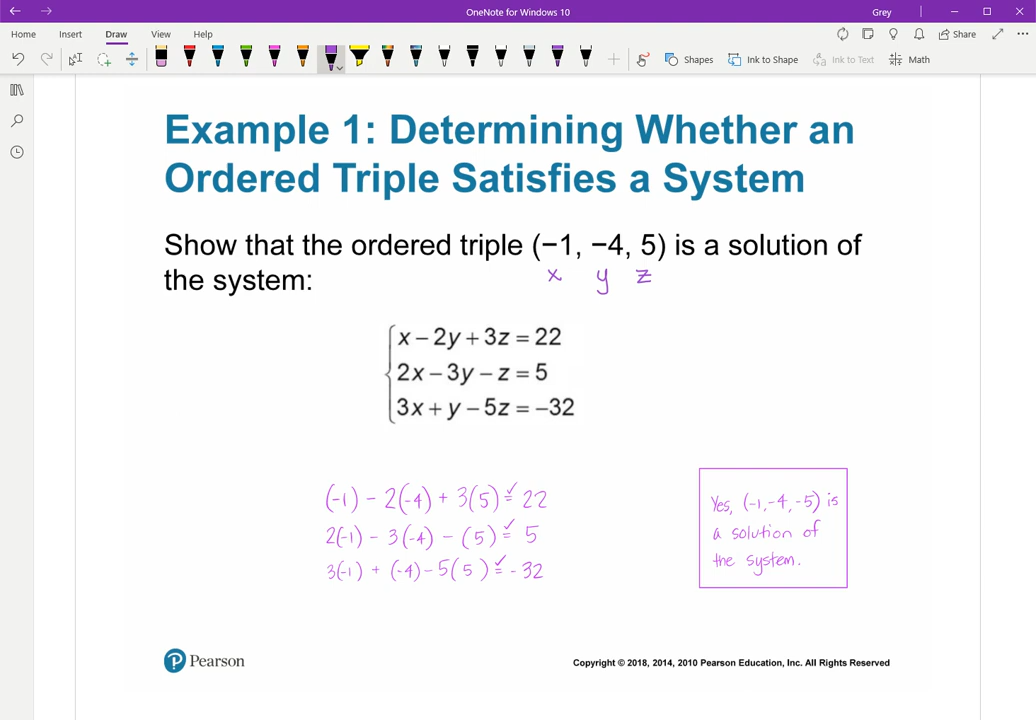 OneNote for Windows 10
Grey
Home Insert Draw View Help
Share
Shapes Ink to Shape Ink to Text Math
Example 1: Determining Whether an
Ordered Triple Satisfies a System
Show that the ordered triple (−1, −4, 5) is a solution of
x y z
the system:
x − 2y + 3z = 22
2x − 3y − z = 5
3x + y − 5z = −32
(-1) - 2(-4) + 3(5) =✓ 22
2(-1) - 3(-4) - (5) =✓ 5
3(-1) + (-4) - 5(5) =✓ -32
Yes, (-1,-4,-5) is
a solution of
the system.
Pearson
Copyright © 2018, 2014, 2010 Pearson Education, Inc. All Rights Reserved